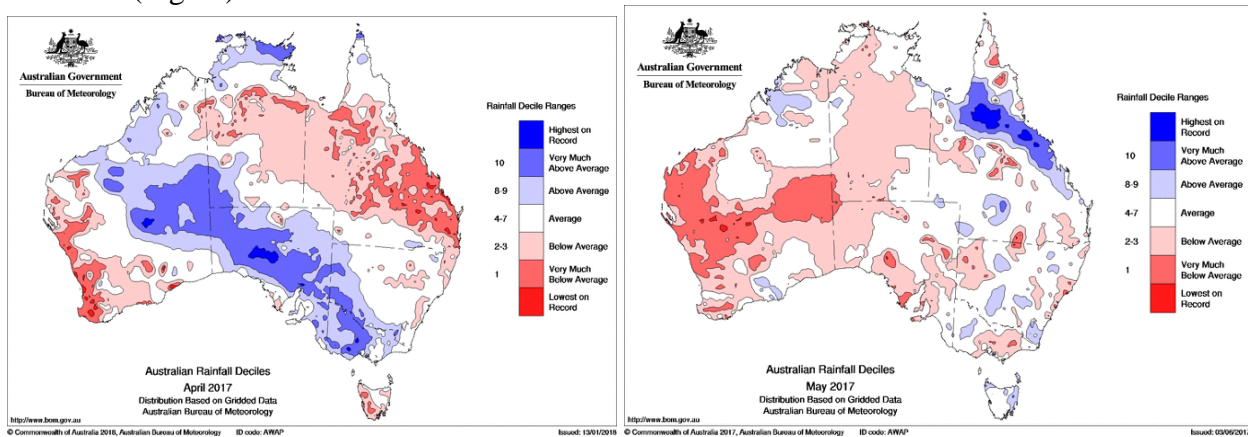 Australian Government
Bureau of Meteorology
Rainfall Decile Ranges
Highest on
Record
10
Very Much
Above Average
8-9
Above Average
4-7
Average
2-3
Below Average
1
Very Much
Below Average
Lowest on
Record
Australian Rainfall Deciles
April 2017
Distribution Based on Gridded Data
Australian Bureau of Meteorology
http://www.bom.gov.au
© Commonwealth of Australia 2018, Australian Bureau of Meteorology ID code: AWAP Issued: 13/01/2018
Australian Government
Bureau of Meteorology
Rainfall Decile Ranges
Highest on
Record
10
Very Much
Above Average
8-9
Above Average
4-7
Average
2-3
Below Average
1
Very Much
Below Average
Lowest on
Record
Australian Rainfall Deciles
May 2017
Distribution Based on Gridded Data
Australian Bureau of Meteorology
http://www.bom.gov.au
© Commonwealth of Australia 2017, Australian Bureau of Meteorology ID code: AWAP Issued: 03/06/2017